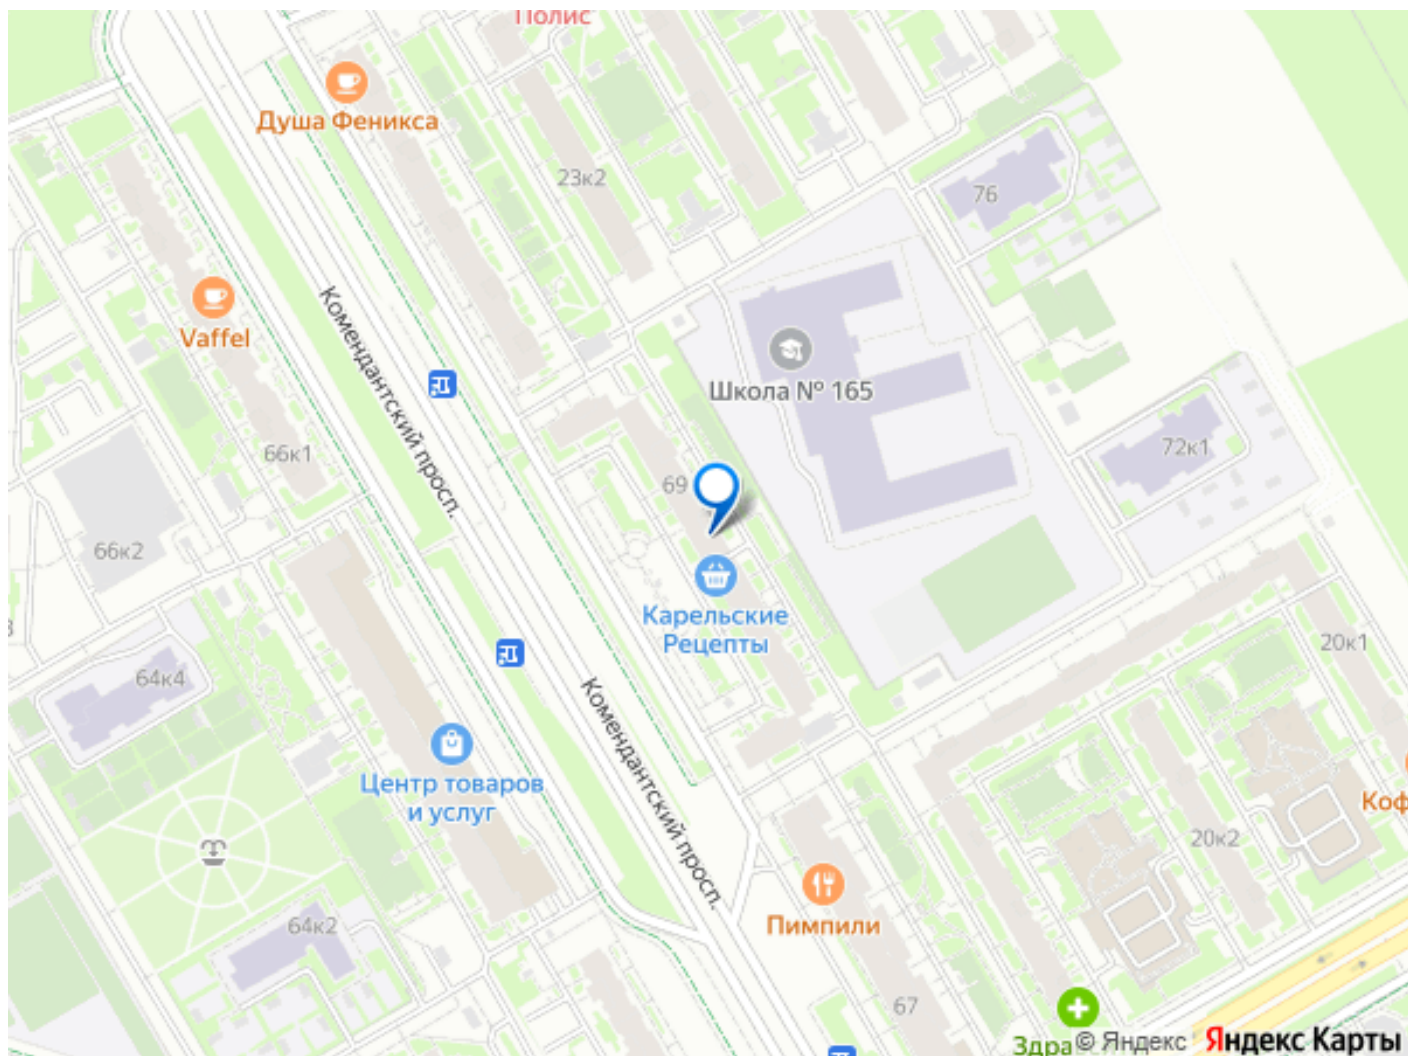 Полис
Душа Феникса
23к2
76
Vaffel
Комендантский просп.
Школа № 165
66к1
69
72к1
66к2
Карельские
Рецепты
20к1
64к4
Комендантский просп.
Центр товаров
и услуг
Коф
20к2
Пимпили
64к2
67
Здра
© Яндекс Яндекс Карты